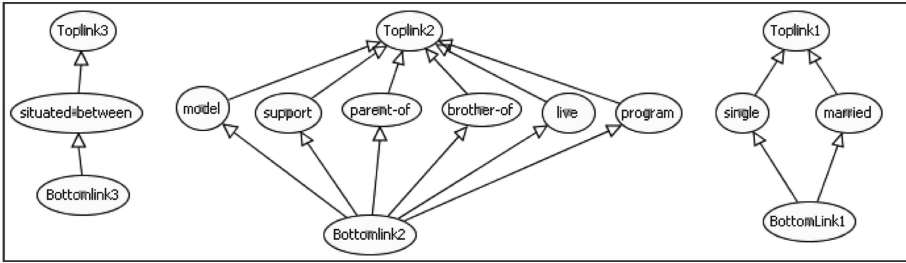 Toplink3 Toplink2 Toplink1
situated-between model support parent-of brother-of live program single married
Bottomlink3 Bottomlink2 BottomLink1